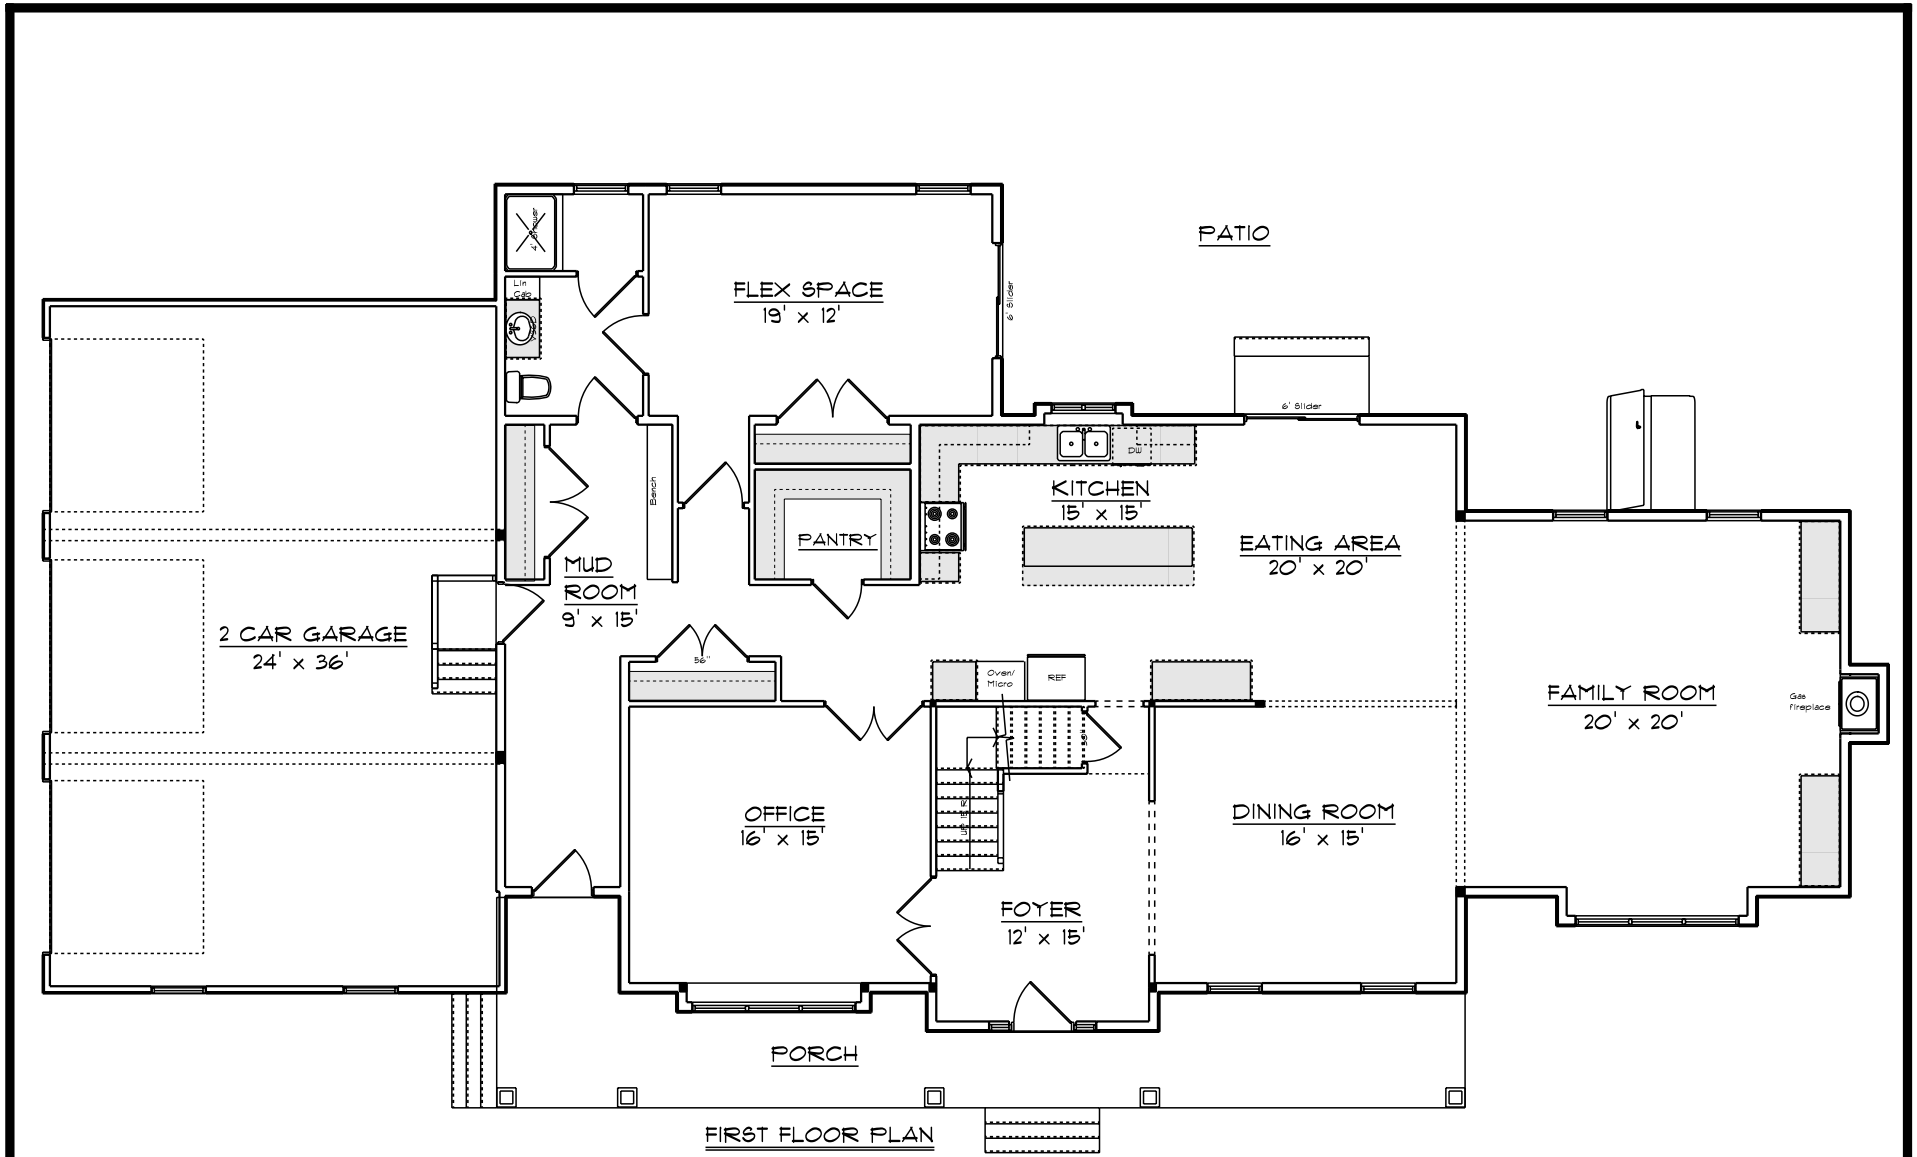 PATIO
4' Shower
FLEX SPACE
19' x 12'
Lin
Cab
6' Slider
6' Slider
DW
KITCHEN
15' x 15'
Bench
PANTRY
EATING AREA
20' x 20'
MUD
ROOM
9' x 15'
2 CAR GARAGE
24' x 36'
56"
Oven/
Micro
REF
FAMILY ROOM
20' x 20'
Gas
fireplace
OFFICE
16' x 15'
DINING ROOM
16' x 15'
FOYER
12' x 15'
PORCH
FIRST FLOOR PLAN